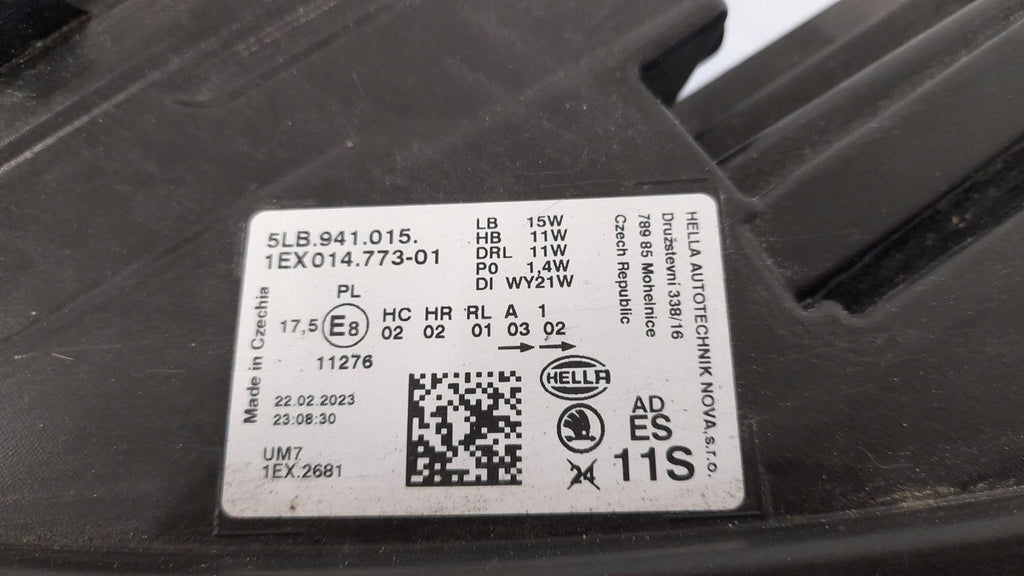 5LB.941.015.
1EX014.773-01
LB 15W
HB 11W
DRL 11W
PO 1,4W
DI WY21W
HELLA AUTOTECHNIK NOVA.s.r.o.
Družstevní 338/16
789 85 Mohelnice
Czech Republic
Made in Czechia
PL
17,5 E8
11276
HC HR RL A 1
02 02 01 03 02
22.02.2023
23:08:30
UM7
1EX.2681
HELLA
AD
ES
11S